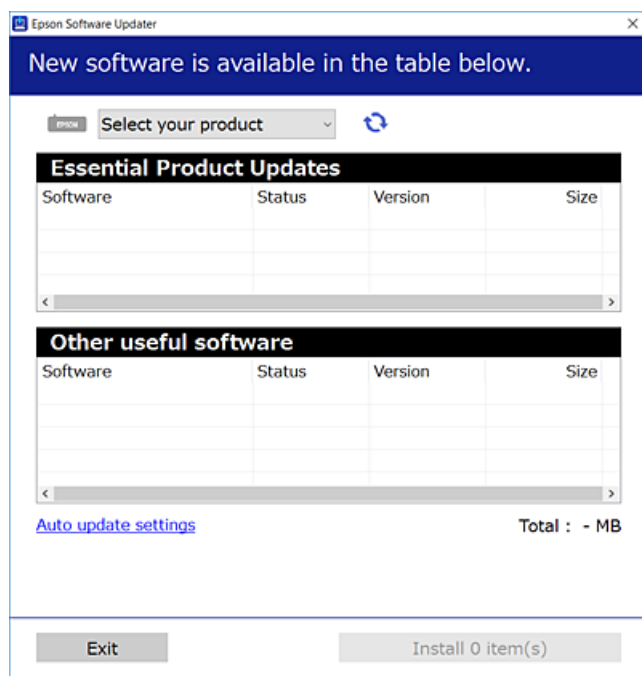 Epson Software Updater
New software is available in the table below.
EPSON Select your product
Essential Product Updates
Software Status Version Size
Other useful software
Software Status Version Size
Auto update settings Total : - MB
Exit Install 0 item(s)